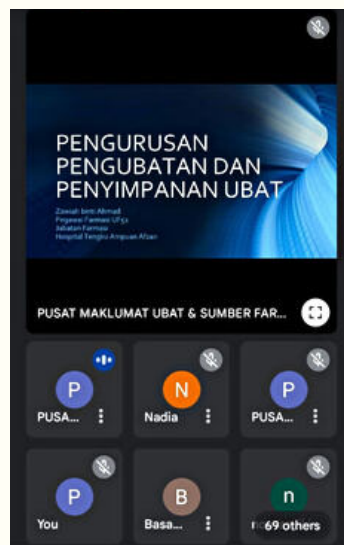 PENGURUSAN
PENGUBATAN DAN
PENYIMPANAN UBAT
Zawiah binti Ahmad
Pegawai Farmasi UF52
Jabatan Farmasi
Hospital Tengku Ampuan Afzan
PUSAT MAKLUMAT UBAT & SUMBER FAR...
P
N
P
PUSA...
Nadia
PUSA...
P
B
n
You
Basa...
69 others